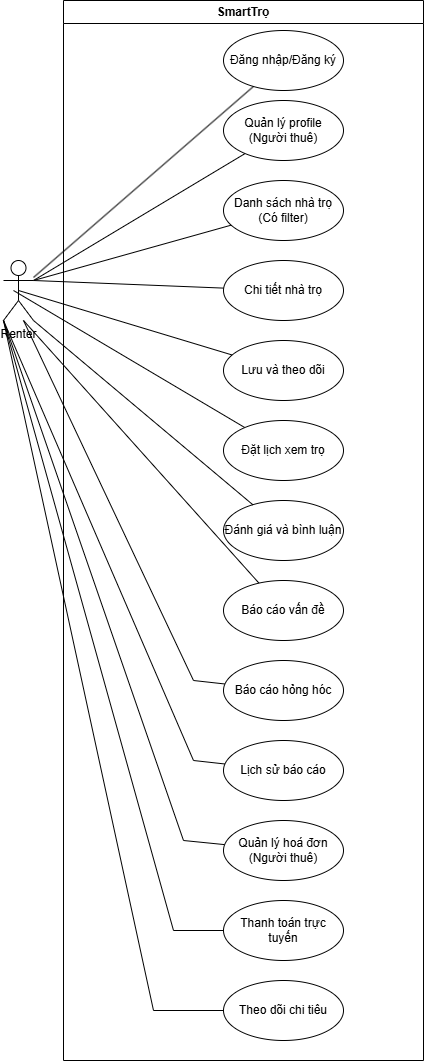 SmartTrọ
Đăng nhập/Đăng ký
Quản lý profile
(Người thuê)
Danh sách nhà trọ
(Có filter)
Chi tiết nhà trọ
Renter
Lưu và theo dõi
Đặt lịch xem trọ
Đánh giá và bình luận
Báo cáo vấn đề
Báo cáo hỏng hóc
Lịch sử báo cáo
Quản lý hoá đơn
(Người thuê)
Thanh toán trực
tuyến
Theo dõi chi tiêu